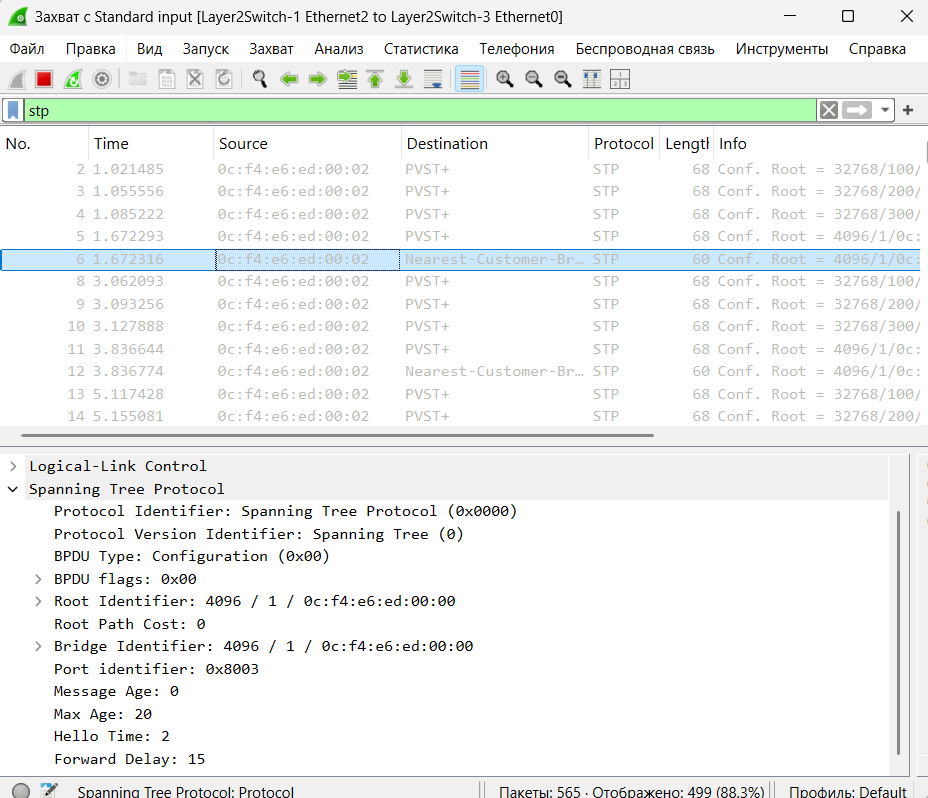 Захват с Standard input [Layer2Switch-1 Ethernet2 to Layer2Switch-3 Ethernet0]
Файл Правка Вид Запуск Захват Анализ Статистика Телефония Беспроводная связь Инструменты Справка
stp
No. Time Source Destination Protocol Length Info
2 1.021485 0c:f4:e6:ed:00:02 PVST+ STP 68 Conf. Root = 32768/100/
3 1.055556 0c:f4:e6:ed:00:02 PVST+ STP 68 Conf. Root = 32768/200/
4 1.085222 0c:f4:e6:ed:00:02 PVST+ STP 68 Conf. Root = 32768/300/
5 1.672293 0c:f4:e6:ed:00:02 PVST+ STP 68 Conf. Root = 4096/1/0c:
6 1.672316 0c:f4:e6:ed:00:02 Nearest-Customer-Br… STP 60 Conf. Root = 4096/1/0c:
8 3.062093 0c:f4:e6:ed:00:02 PVST+ STP 68 Conf. Root = 32768/100/
9 3.093256 0c:f4:e6:ed:00:02 PVST+ STP 68 Conf. Root = 32768/200/
10 3.127888 0c:f4:e6:ed:00:02 PVST+ STP 68 Conf. Root = 32768/300/
11 3.836644 0c:f4:e6:ed:00:02 PVST+ STP 68 Conf. Root = 4096/1/0c:
12 3.836774 0c:f4:e6:ed:00:02 Nearest-Customer-Br… STP 60 Conf. Root = 4096/1/0c:
13 5.117428 0c:f4:e6:ed:00:02 PVST+ STP 68 Conf. Root = 32768/100/
14 5.155081 0c:f4:e6:ed:00:02 PVST+ STP 68 Conf. Root = 32768/200/
Logical-Link Control
Spanning Tree Protocol
Protocol Identifier: Spanning Tree Protocol (0x0000)
Protocol Version Identifier: Spanning Tree (0)
BPDU Type: Configuration (0x00)
BPDU flags: 0x00
Root Identifier: 4096 / 1 / 0c:f4:e6:ed:00:00
Root Path Cost: 0
Bridge Identifier: 4096 / 1 / 0c:f4:e6:ed:00:00
Port identifier: 0x8003
Message Age: 0
Max Age: 20
Hello Time: 2
Forward Delay: 15
Spanning Tree Protocol: Protocol Пакеты: 565 · Отображено: 499 (88.3%) Профиль: Default